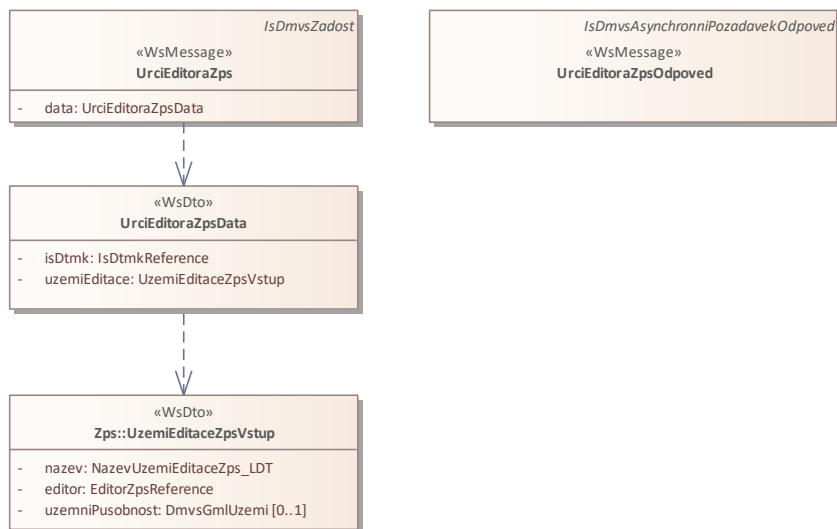 IsDmvsZadost
«WsMessage»
UrciEditoraZps
- data: UrciEditoraZpsData
IsDmvsAsynchronniPozadavekOdpoved
«WsMessage»
UrciEditoraZpsOdpoved
«WsDto»
UrciEditoraZpsData
- isDtmk: IsDtmkReference
- uzemiEditace: UzemiEditaceZpsVstup
«WsDto»
Zps::UzemiEditaceZpsVstup
- nazev: NazevUzemiEditaceZps_LDT
- editor: EditorZpsReference
- uzemniPusobnost: DmvsGmlUzemi [0..1]